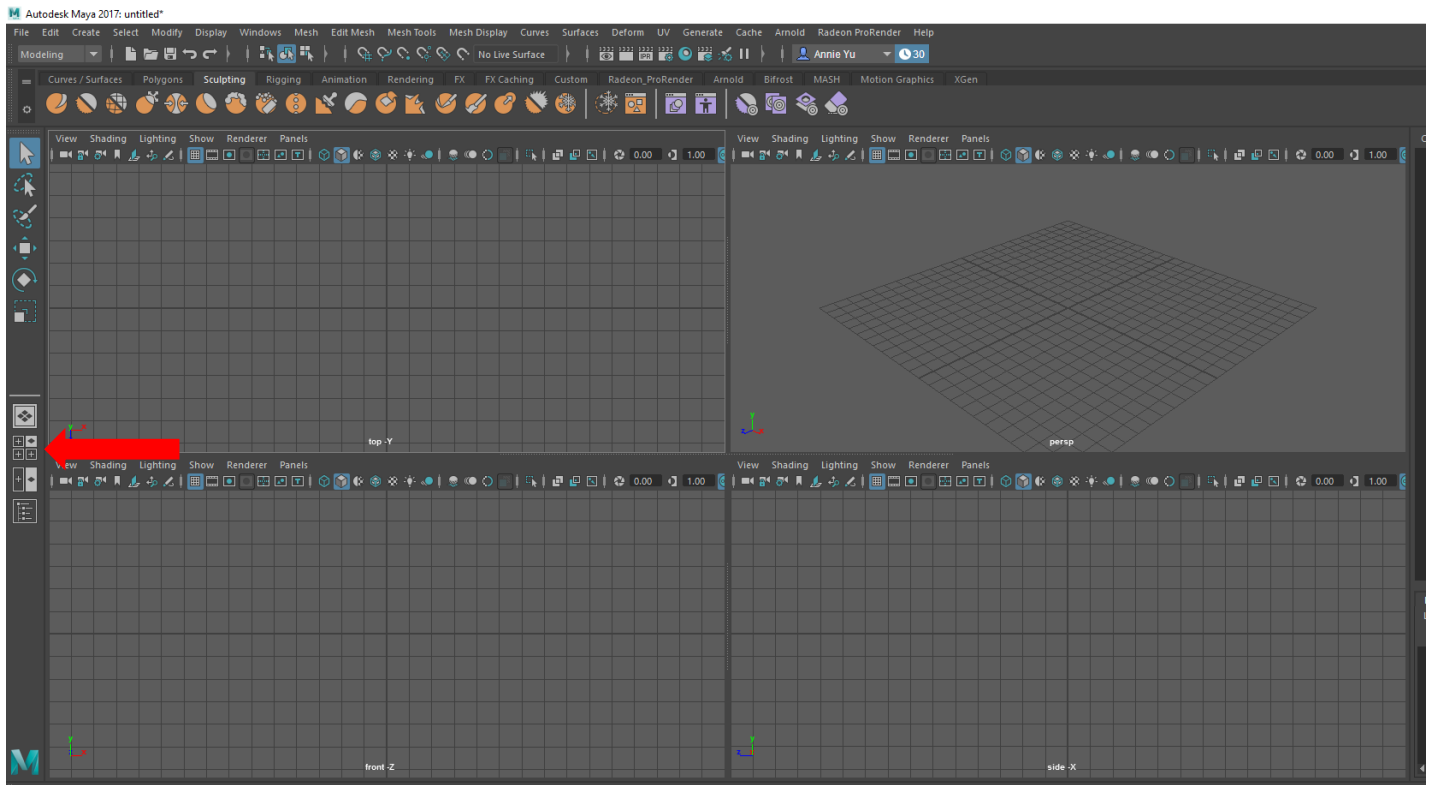 Autodesk Maya 2017: untitled*
File Edit Create Select Modify Display Windows Mesh Edit Mesh Mesh Tools Mesh Display Curves Surfaces Deform UV Generate Cache Arnold Radeon ProRender Help
Modeling No Live Surface Annie Yu 30
Curves / Surfaces Polygons Sculpting Rigging Animation Rendering FX FX Caching Custom Radeon_ProRender Arnold Bifrost MASH Motion Graphics XGen
View Shading Lighting Show Renderer Panels
0.00 1.00
top -Y
View Shading Lighting Show Renderer Panels
0.00 1.00
y
persp
View Shading Lighting Show Renderer Panels
0.00 1.00
y
front -Z
View Shading Lighting Show Renderer Panels
0.00 1.00
y
z
side -X